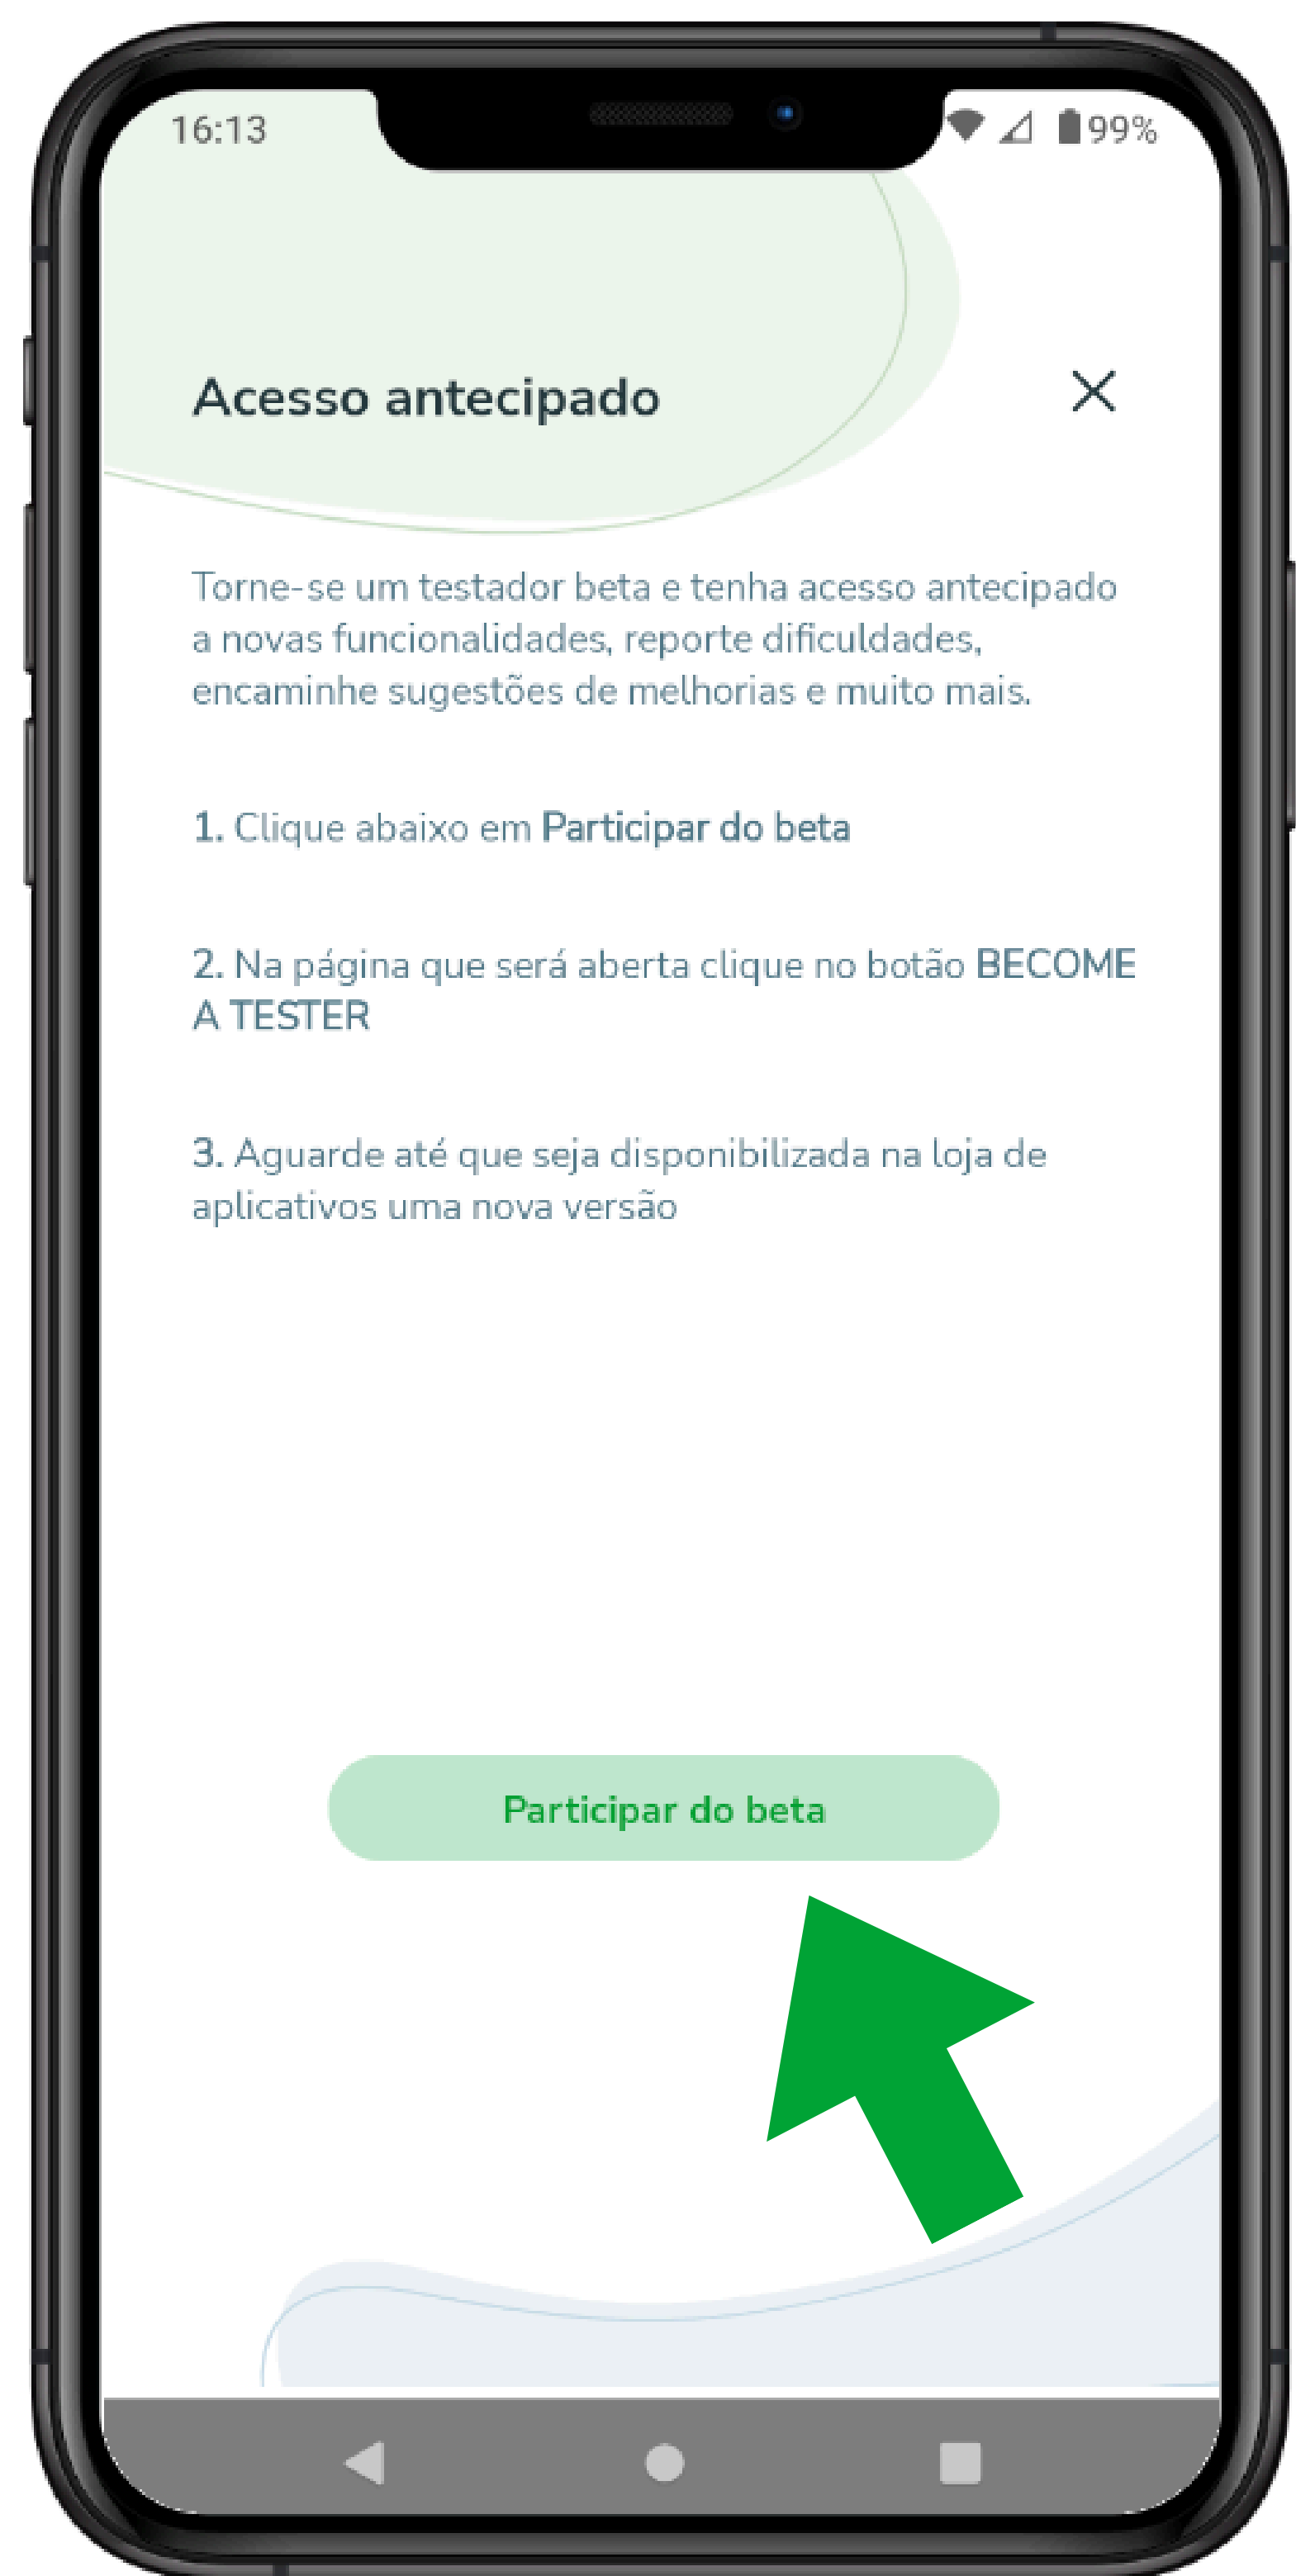 16:13
99%
Acesso antecipado
Torne-se um testador beta e tenha acesso antecipado
a novas funcionalidades, reporte dificuldades,
encaminhe sugestões de melhorias e muito mais.
1. Clique abaixo em Participar do beta
2. Na página que será aberta clique no botão BECOME
A TESTER
3. Aguarde até que seja disponibilizada na loja de
aplicativos uma nova versão
Participar do beta